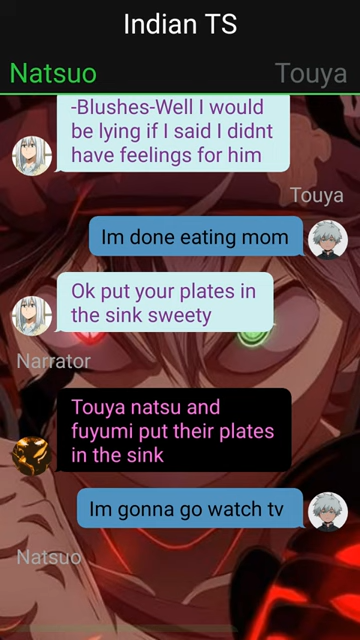 Indian TS
Natsuo
Touya
-Blushes-Well I would
be lying if I said I didnt
have feelings for him
Touya
Im done eating mom
Ok put your plates in
the sink sweety
Narrator
Touya natsu and
fuyumi put their plates
in the sink
Im gonna go watch tv
Natsuo